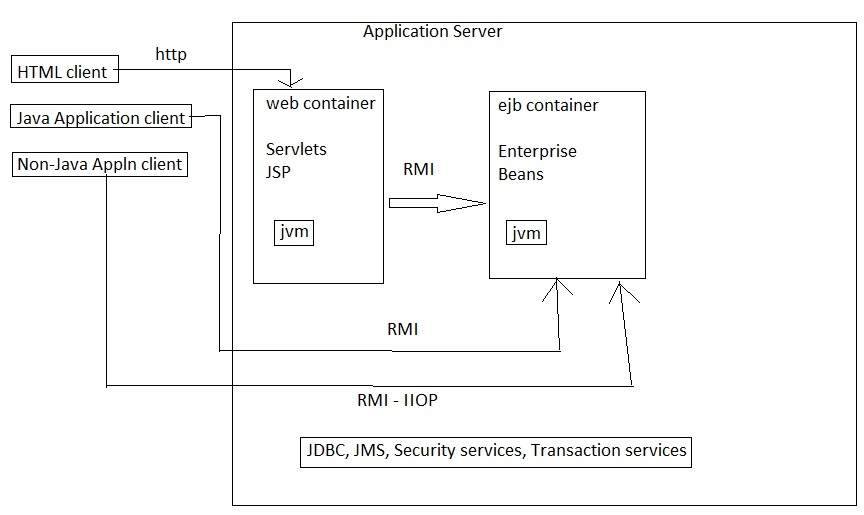 Application Server
http
HTML client
web container
ejb container
Java Application client
Servlets
JSP
Enterprise
Beans
Non-Java Appln client
RMI
jvm
jvm
RMI
RMI - IIOP
JDBC, JMS, Security services, Transaction services